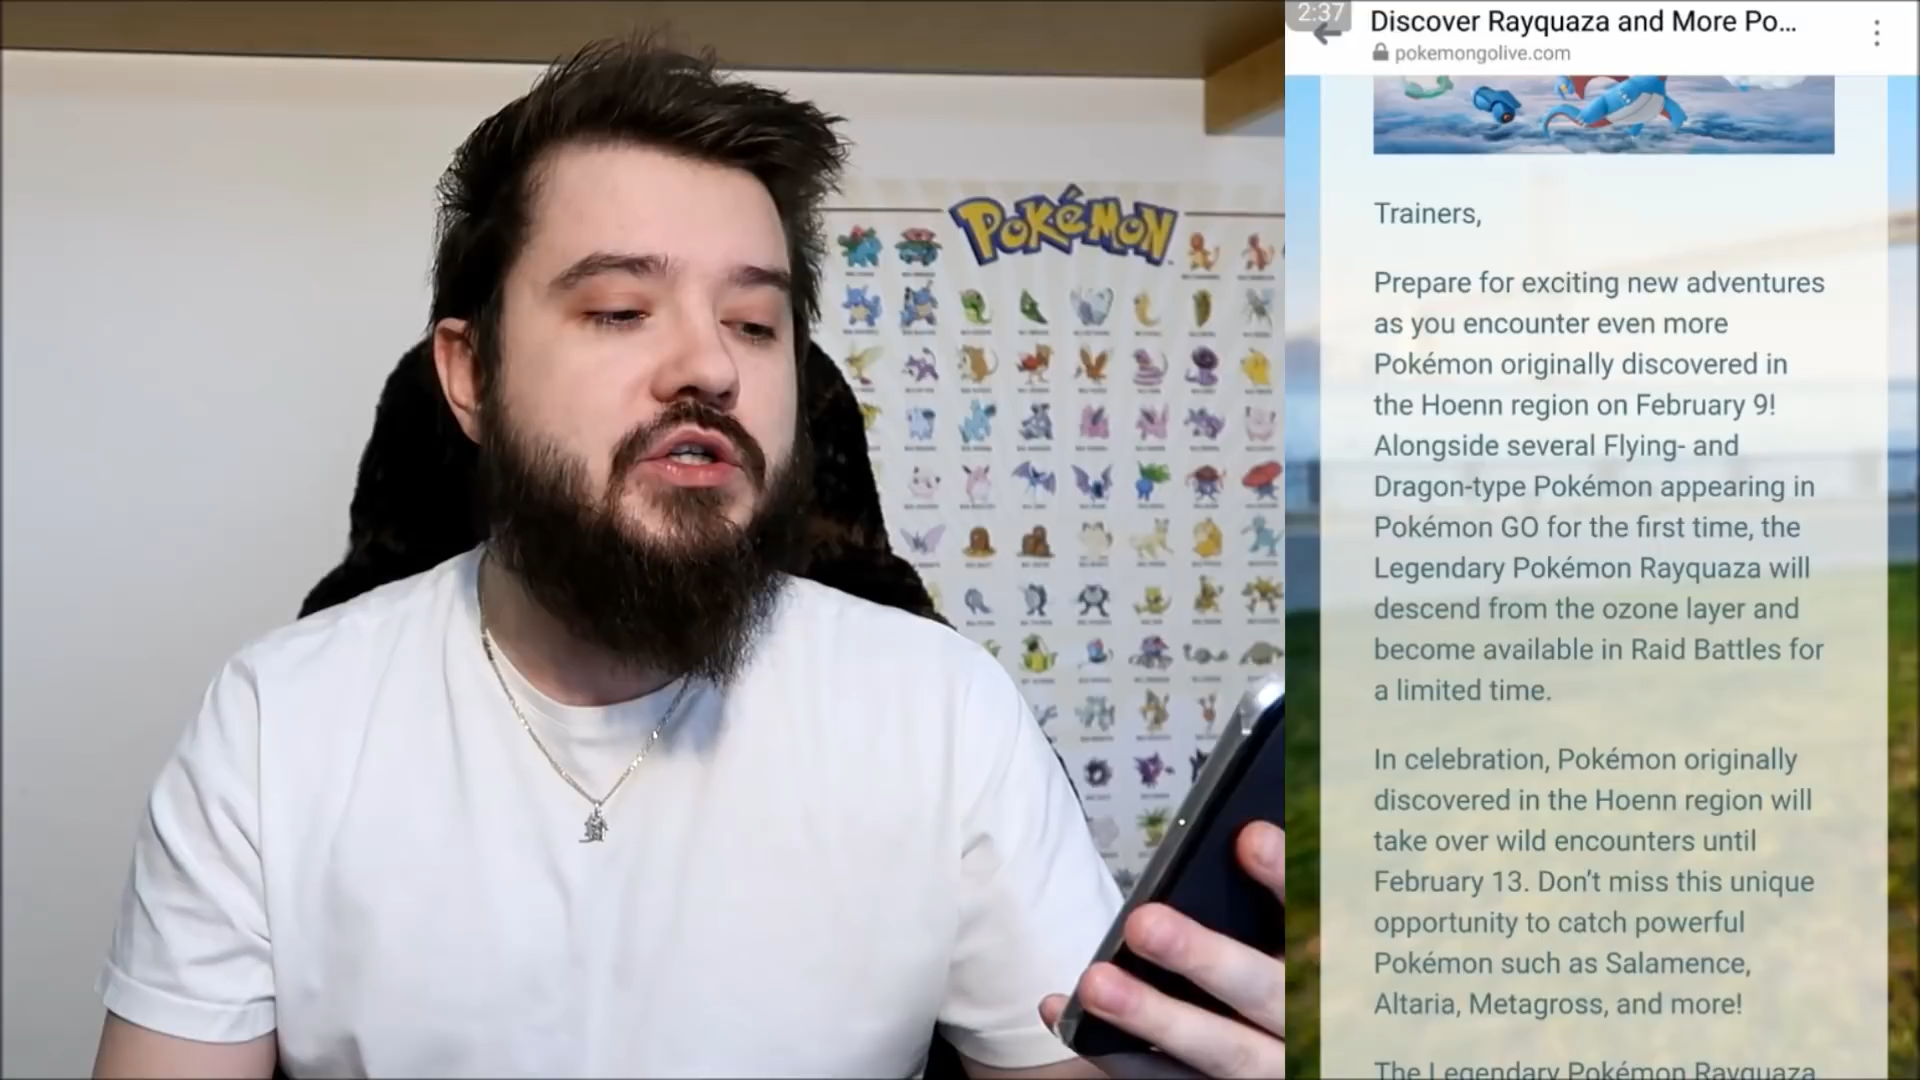 POKéMON
2:37
Discover Rayquaza and More Po...
pokemongolive.com
Trainers,
Prepare for exciting new adventures
as you encounter even more
Pokémon originally discovered in
the Hoenn region on February 9!
Alongside several Flying- and
Dragon-type Pokémon appearing in
Pokémon GO for the first time, the
Legendary Pokémon Rayquaza will
descend from the ozone layer and
become available in Raid Battles for
a limited time.
In celebration, Pokémon originally
discovered in the Hoenn region will
take over wild encounters until
February 13. Don't miss this unique
opportunity to catch powerful
Pokémon such as Salamence,
Altaria, Metagross, and more!
The Legendary Pokémon Rayquaza